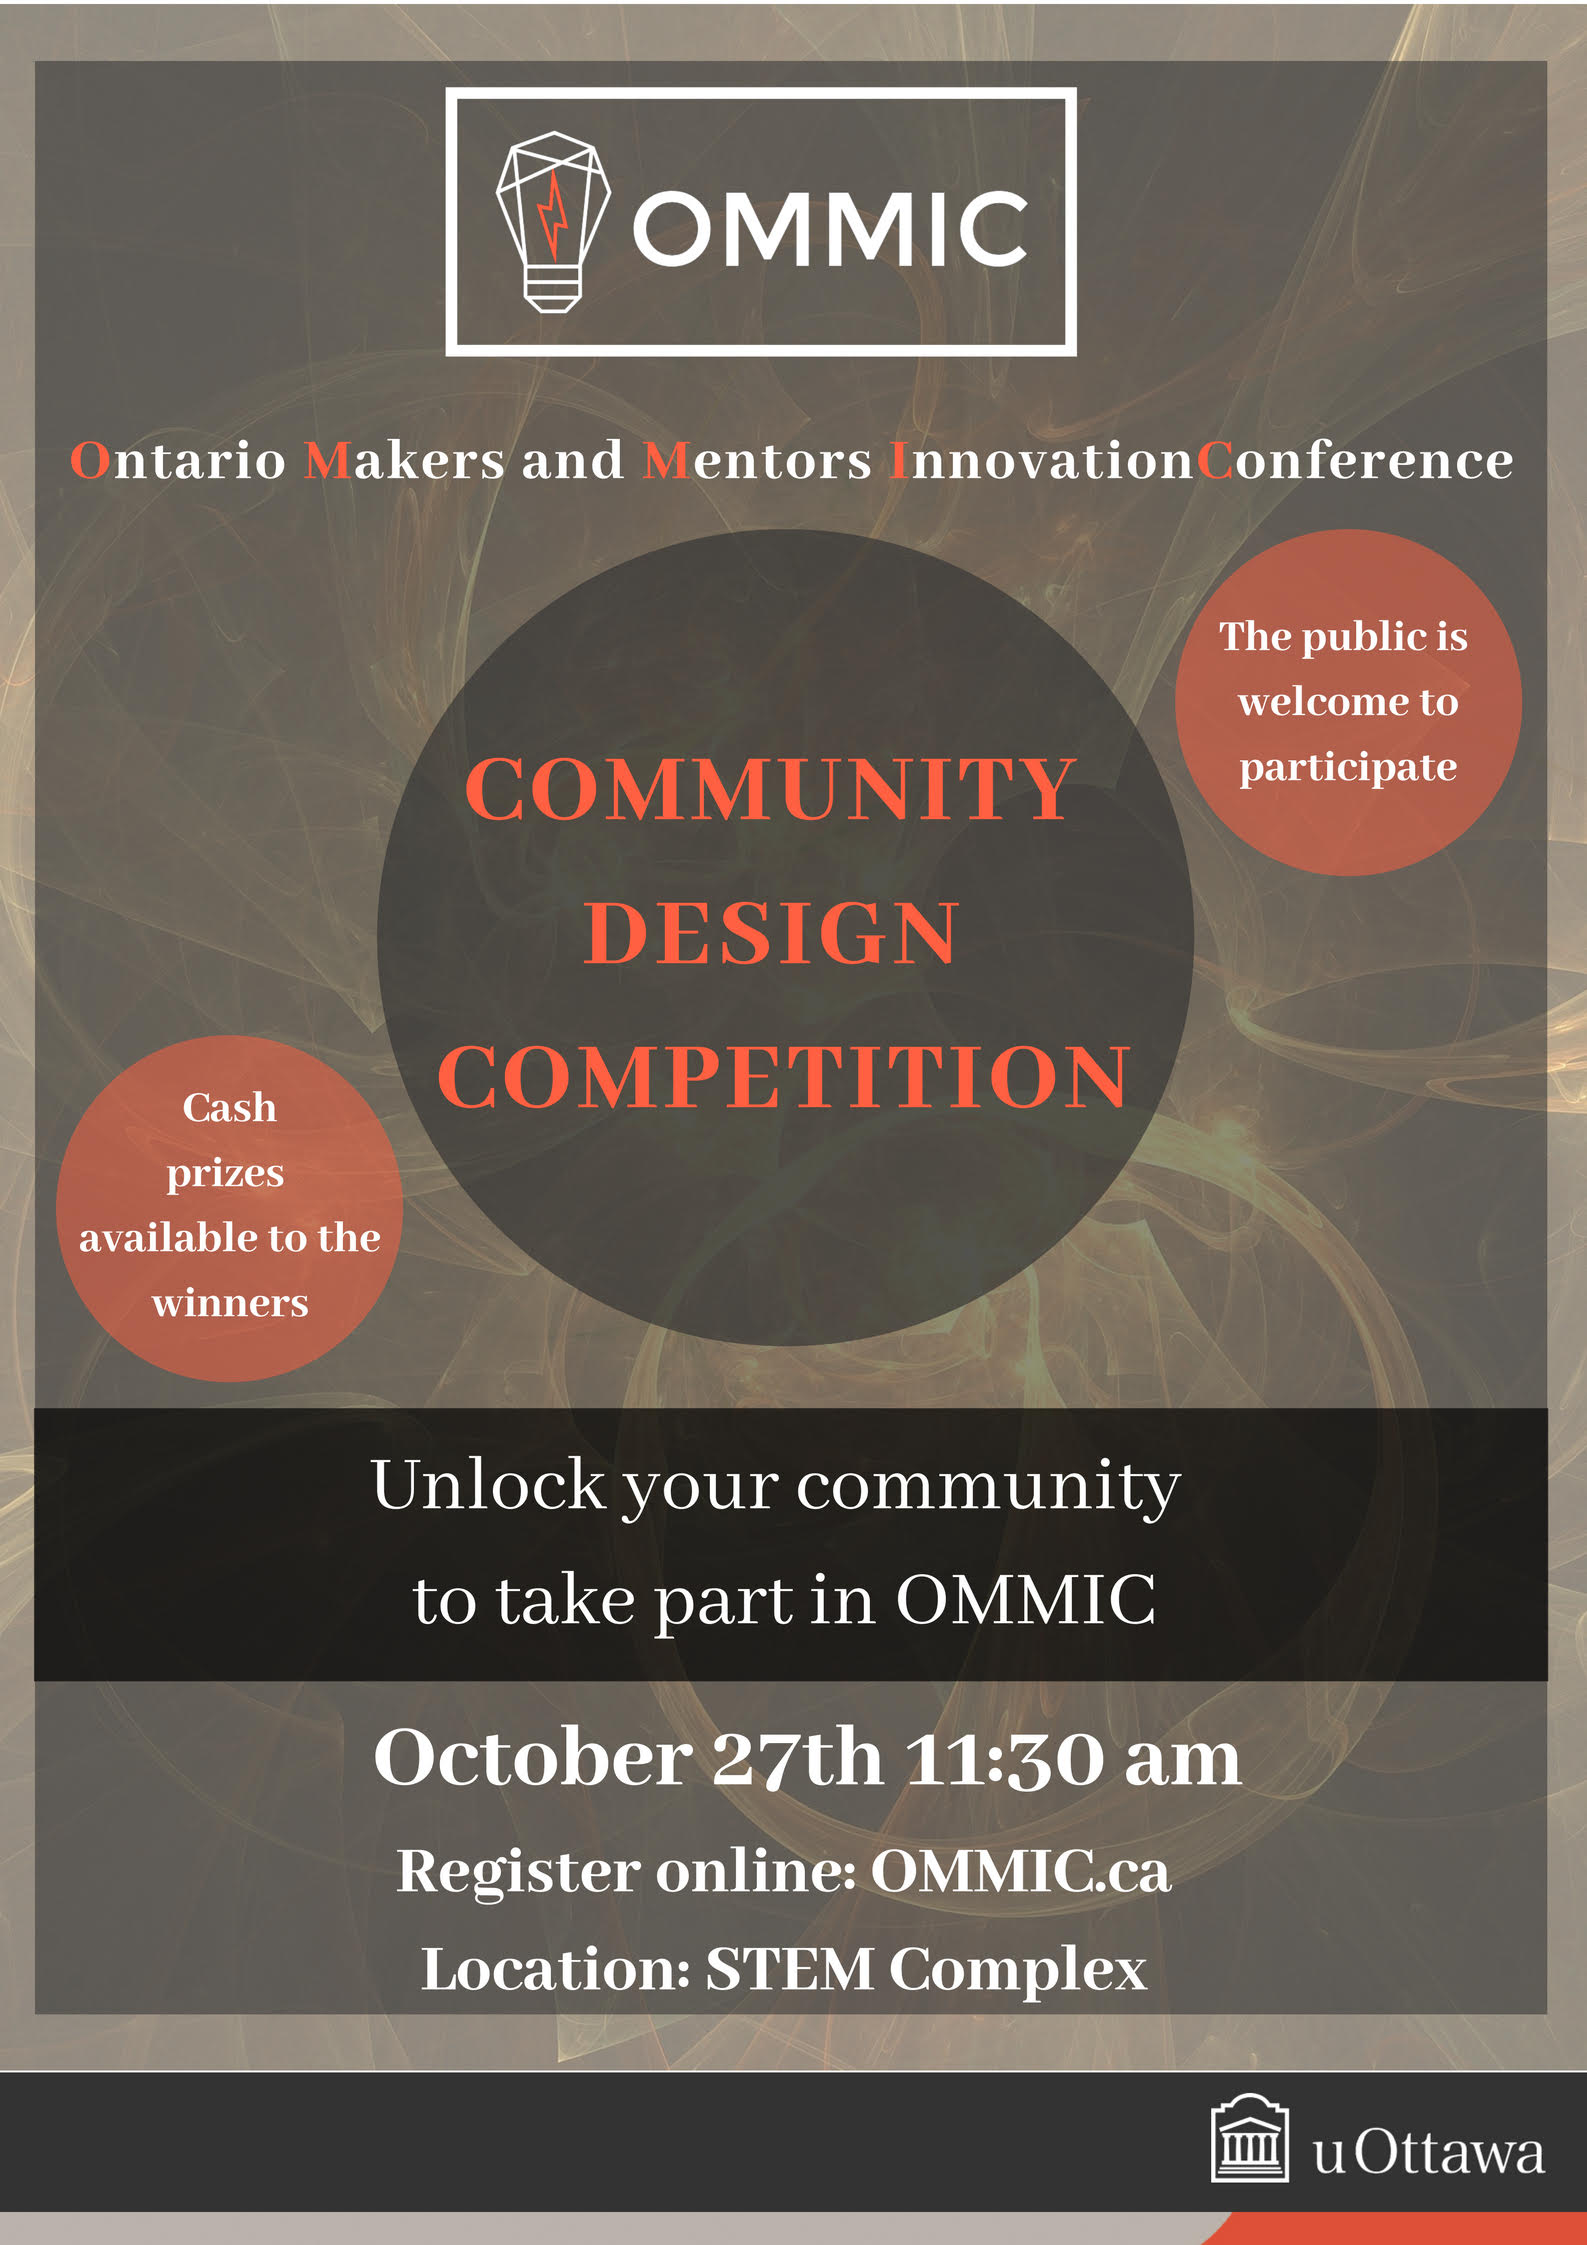 OMMIC
Ontario Makers and Mentors InnovationConference
The public is
welcome to
participate
COMMUNITY
DESIGN
COMPETITION
Cash
prizes
available to the
winners
Unlock your community
to take part in OMMIC
October 27th 11:30 am
Register online: OMMIC.ca
Location: STEM Complex
uOttawa